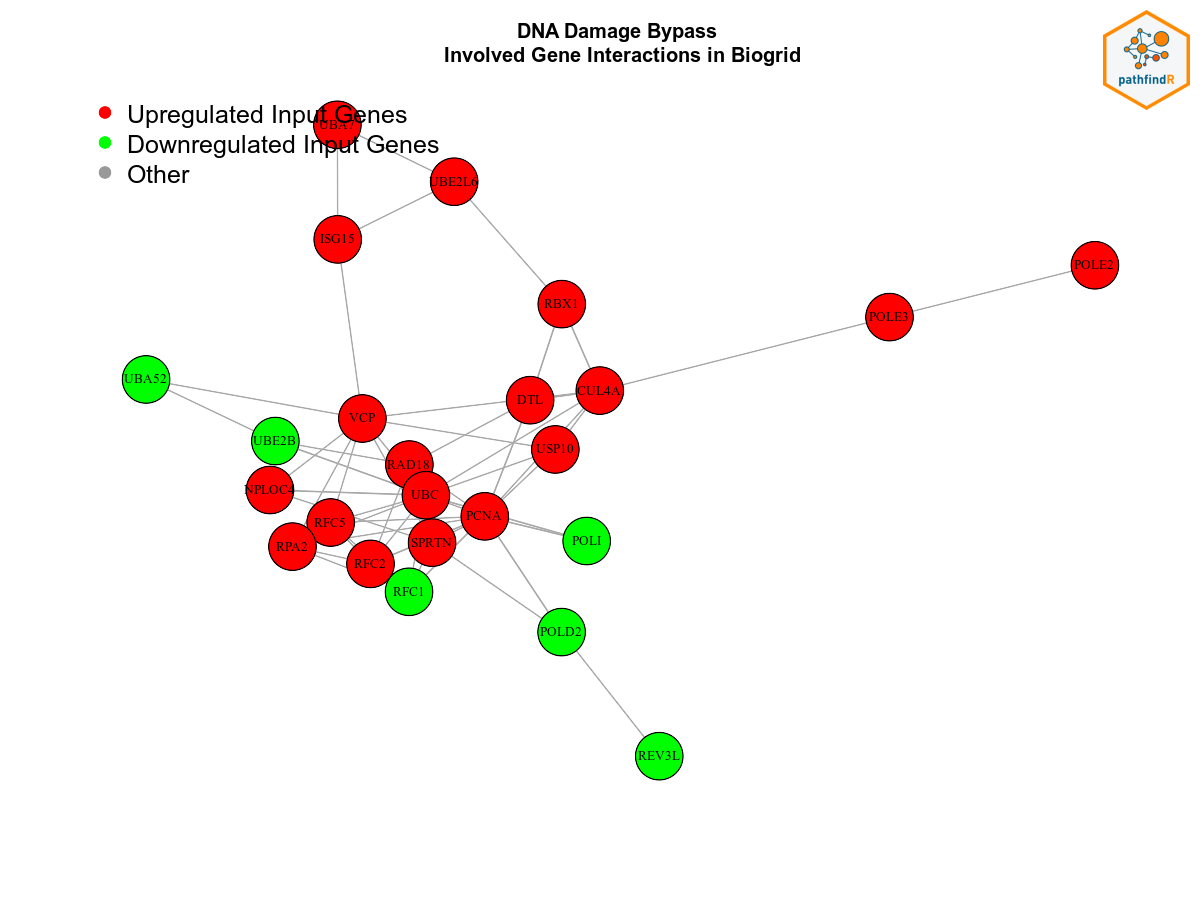 DNA Damage Bypass
Involved Gene Interactions in Biogrid
pathfindR
Upregulated Input Genes
Downregulated Input Genes
Other
UBA7
UBE2L6
ISG15
POLE2
RBX1
POLE3
UBA52
CUL4A
DTL
VCP
UBE2B
USP10
RAD18
NPLOC4
UBC
PCNA
RFC5
POLI
SPRTN
RPA2
RFC2
RFC1
POLD2
REV3L